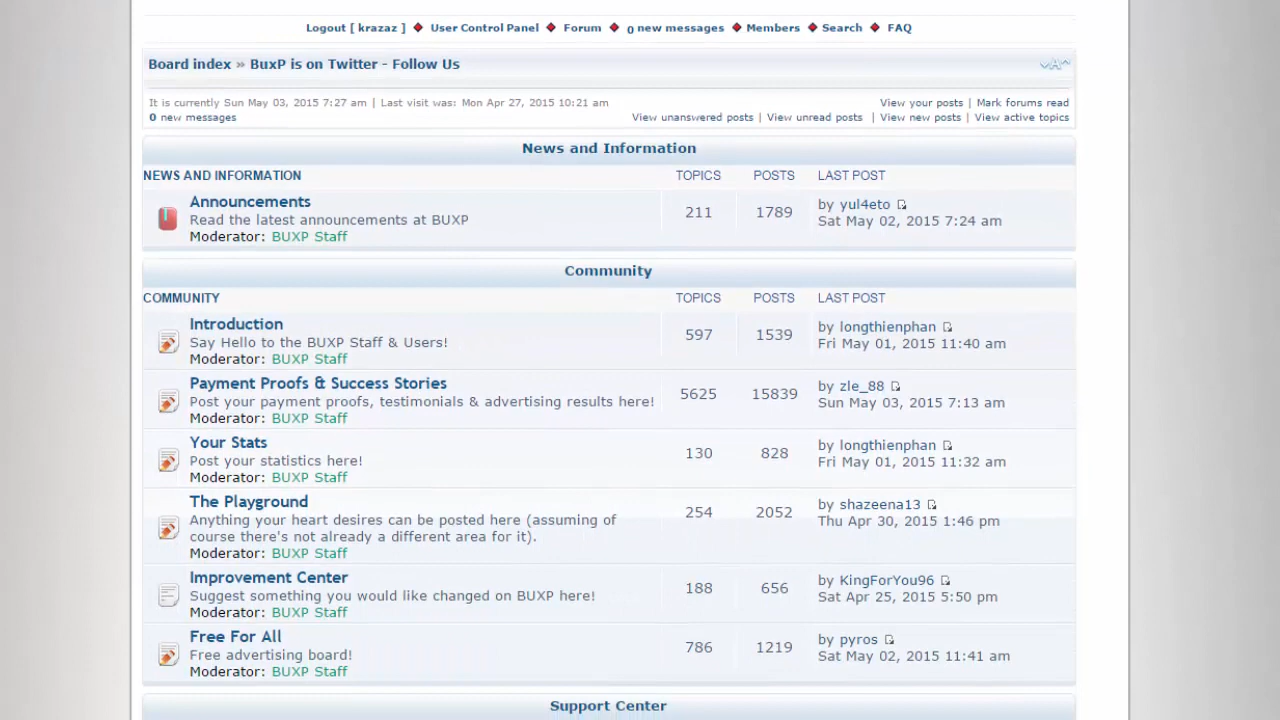 Logout [ krazaz ] User Control Panel Forum 0 new messages Members Search FAQ
Board index » BuxP is on Twitter - Follow Us
It is currently Sun May 03, 2015 7:27 am | Last visit was: Mon Apr 27, 2015 10:21 am
View your posts | Mark forums read
0 new messages
View unanswered posts | View unread posts | View new posts | View active topics
News and Information
NEWS AND INFORMATION TOPICS POSTS LAST POST
Announcements
Read the latest announcements at BUXP
Moderator: BUXP Staff
211 1789
by yul4eto
Sat May 02, 2015 7:24 am
Community
COMMUNITY TOPICS POSTS LAST POST
Introduction
Say Hello to the BUXP Staff & Users!
Moderator: BUXP Staff
597 1539
by longthienphan
Fri May 01, 2015 11:40 am
Payment Proofs & Success Stories
Post your payment proofs, testimonials & advertising results here!
Moderator: BUXP Staff
5625 15839
by zle_88
Sun May 03, 2015 7:13 am
Your Stats
Post your statistics here!
Moderator: BUXP Staff
130 828
by longthienphan
Fri May 01, 2015 11:32 am
The Playground
Anything your heart desires can be posted here (assuming of
course there's not already a different area for it).
Moderator: BUXP Staff
254 2052
by shazeena13
Thu Apr 30, 2015 1:46 pm
Improvement Center
Suggest something you would like changed on BUXP here!
Moderator: BUXP Staff
188 656
by KingForYou96
Sat Apr 25, 2015 5:50 pm
Free For All
Free advertising board!
Moderator: BUXP Staff
786 1219
by pyros
Sat May 02, 2015 11:41 am
Support Center